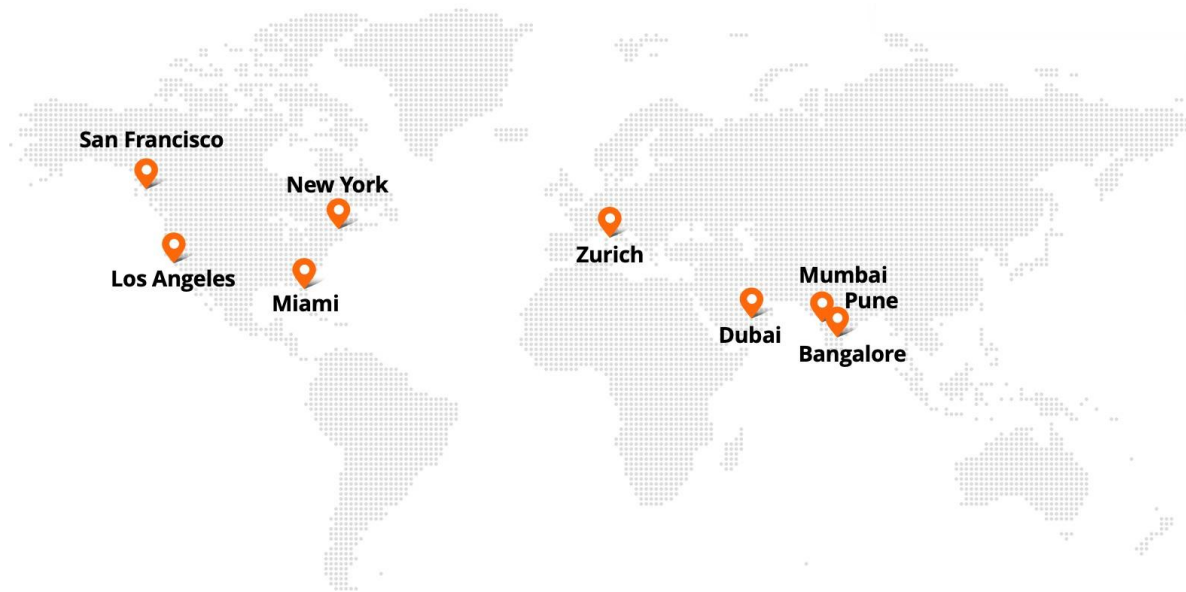 San Francisco
New York
Los Angeles
Miami
Zurich
Mumbai
Pune
Dubai
Bangalore